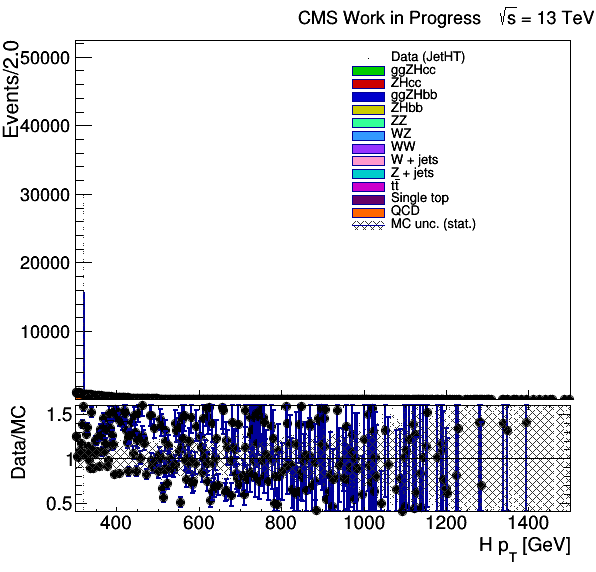 CMS Work in Progress √s = 13 TeV
Events/2.0
50000
40000
30000
20000
10000
Data (JetHT)
ggZHcc
ZHcc
ggZHbb
ZHbb
ZZ
WZ
WW
W + jets
Z + jets
tt̄
Single top
QCD
MC unc. (stat.)
Data/MC
1.5
1
0.5
400 600 800 1000 1200 1400
H p_T [GeV]